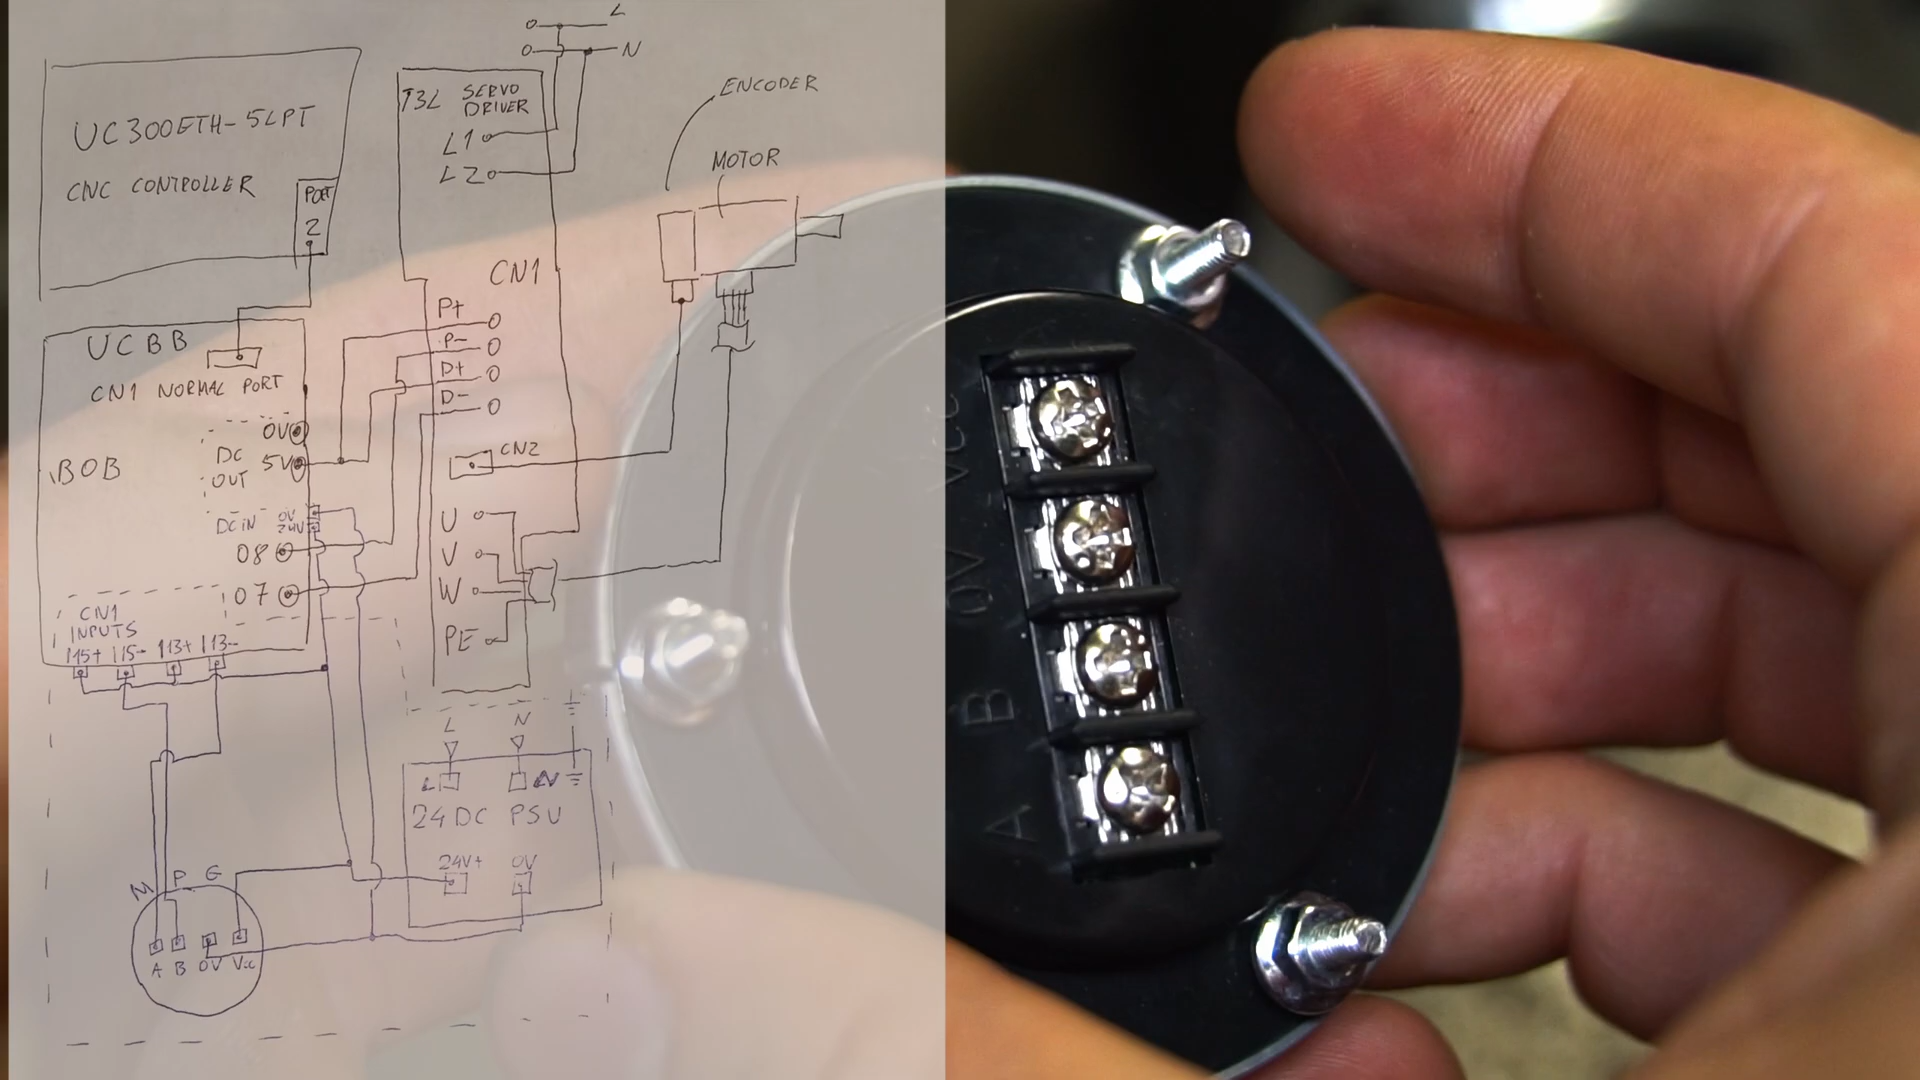 L
N
UC300ETH-5LPT
CNC CONTROLLER
PORT
2
T3L SERVO
DRIVER
L1
L2
ENCODER
MOTOR
CN1
P+
P-
D+
D-
UCBB
CN1 NORMAL PORT
0V
DC
OUT
5V
BOB
DC IN
0V
24V
08
07
CN2
U
V
W
PE
CN1
INPUTS
I15+ I15- I13+ I13-
L N
L N
24DC PSU
24V+ 0V
M P G
A B 0V Vcc
Vcc
0V
B
A